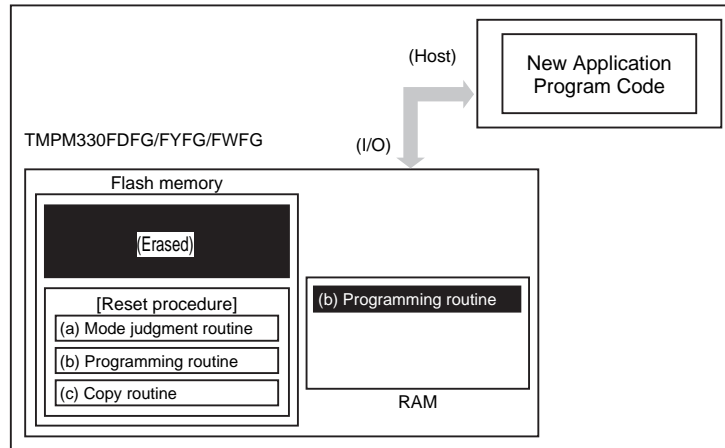 (Host)
New Application
Program Code
TMPM330FDFG/FYFG/FWFG
(I/O)
Flash memory
(Erased)
[Reset procedure]
(a) Mode judgment routine
(b) Programming routine
(c) Copy routine
(b) Programming routine
RAM